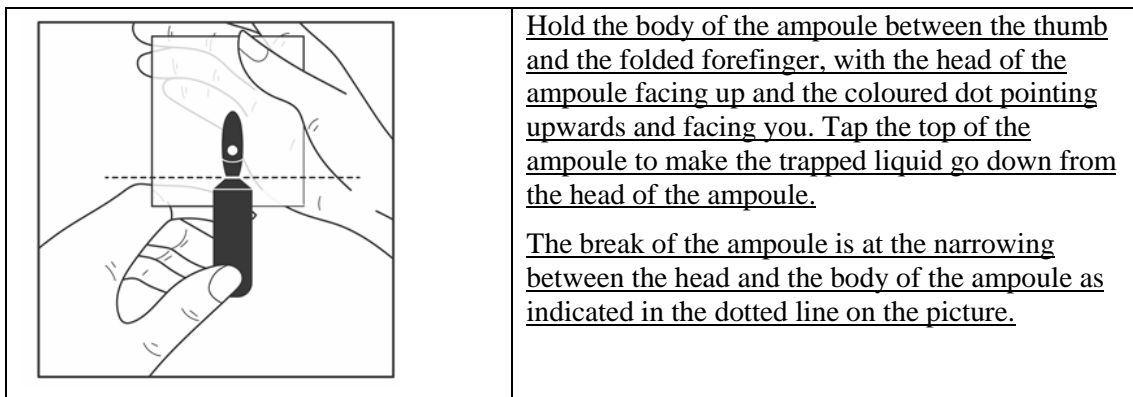 Hold the body of the ampoule between the thumb
and the folded forefinger, with the head of the
ampoule facing up and the coloured dot pointing
upwards and facing you. Tap the top of the
ampoule to make the trapped liquid go down from
the head of the ampoule.
The break of the ampoule is at the narrowing
between the head and the body of the ampoule as
indicated in the dotted line on the picture.